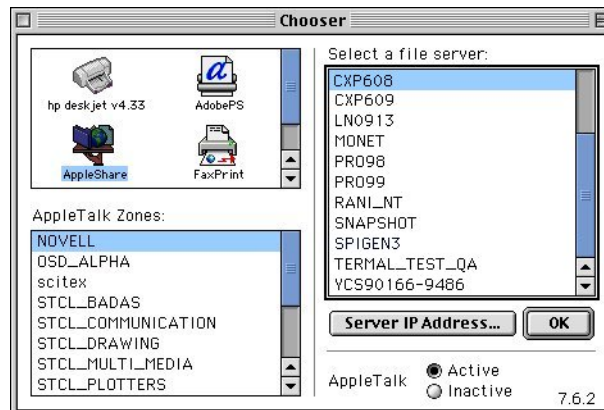 Chooser
hp deskjet v4.33
AdobePS
AppleShare
FaxPrint
AppleTalk Zones:
NOVELL
OSD_ALPHA
scitex
STCL_BADAS
STCL_COMMUNICATION
STCL_DRAWING
STCL_MULTI_MEDIA
STCL_PLOTTERS
Select a file server:
CXP608
CXP609
LN0913
MONET
PRO98
PRO99
RANI_NT
SNAPSHOT
SPIGEN3
TERMAL_TEST_QA
YCS90166-9486
Server IP Address...
OK
AppleTalk
Active
Inactive
7.6.2